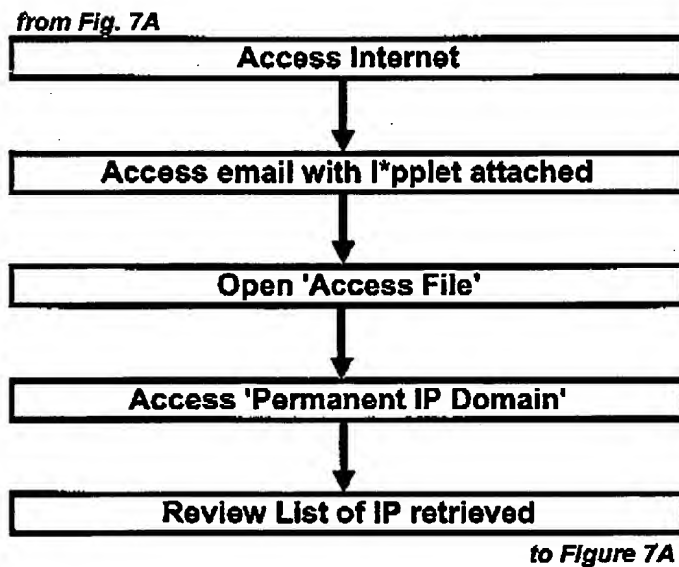 from Fig. 7A
Access Internet
Access email with I*pplet attached
Open 'Access File'
Access 'Permanent IP Domain'
Review List of IP retrieved
to Figure 7A